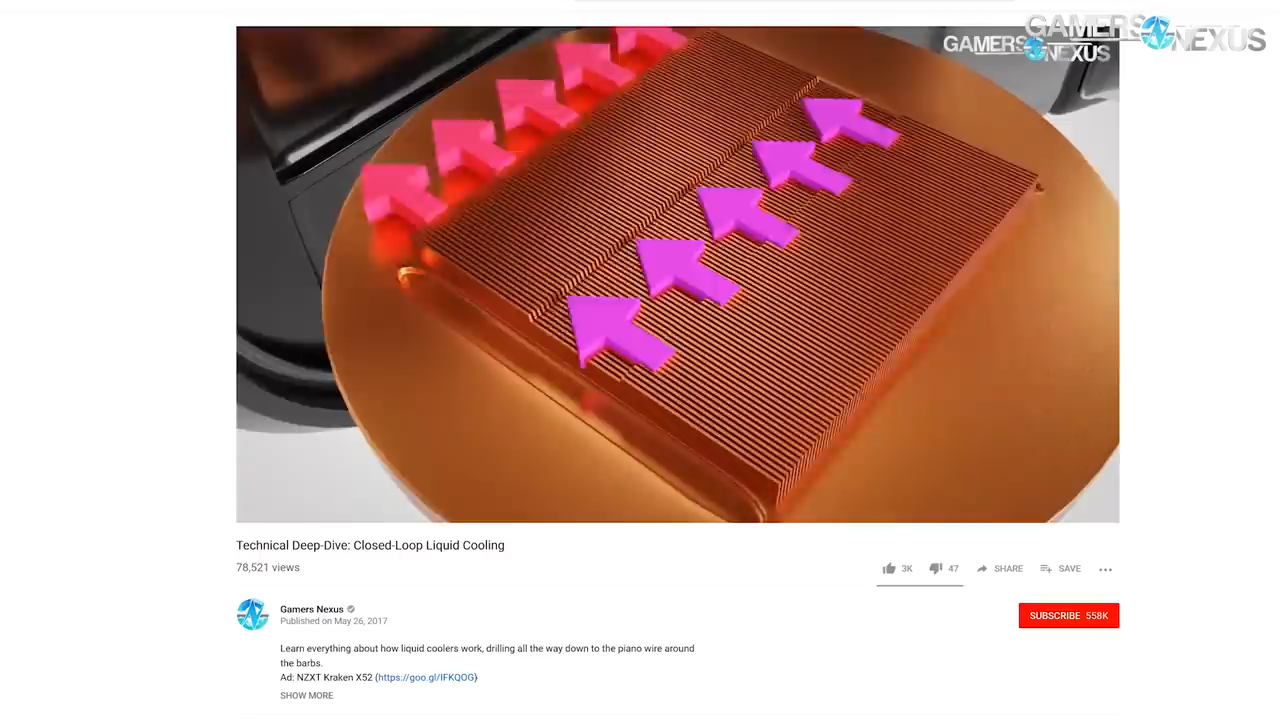 GAMERS NEXUS
GAMERS NEXUS
Technical Deep-Dive: Closed-Loop Liquid Cooling
78,521 views
3K 47 SHARE SAVE
Gamers Nexus
Published on May 26, 2017
SUBSCRIBE 558K
Learn everything about how liquid coolers work, drilling all the way down to the piano wire around
the barbs.
Ad: NZXT Kraken X52 (https://goo.gl/IFKQOG)
SHOW MORE